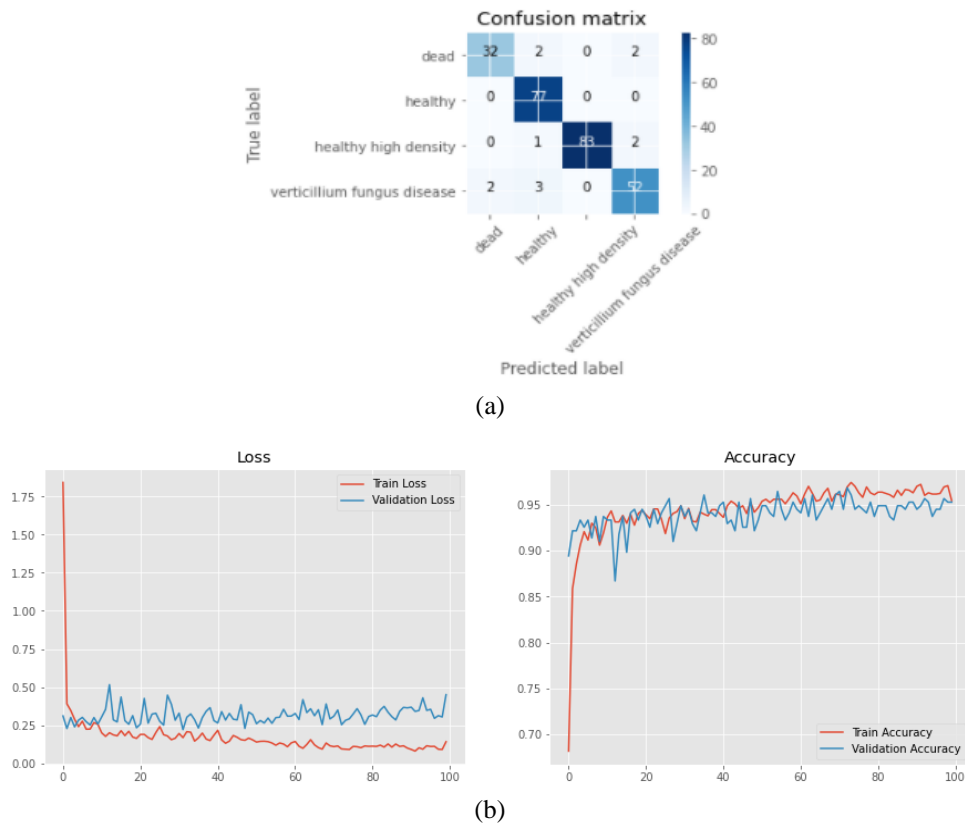 Confusion matrix
True label
dead 32 2 0 2
healthy 0 77 0 0
healthy high density 0 1 83 2
verticillium fungus disease 2 3 0 52
80
60
40
20
0
dead
healthy
healthy high density
verticillium fungus disease
Predicted label
(a)
Loss
1.75
1.50
1.25
1.00
0.75
0.50
0.25
0.00
Train Loss
Validation Loss
0 20 40 60 80 100
Accuracy
0.95
0.90
0.85
0.80
0.75
0.70
Train Accuracy
Validation Accuracy
0 20 40 60 80 100
(b)